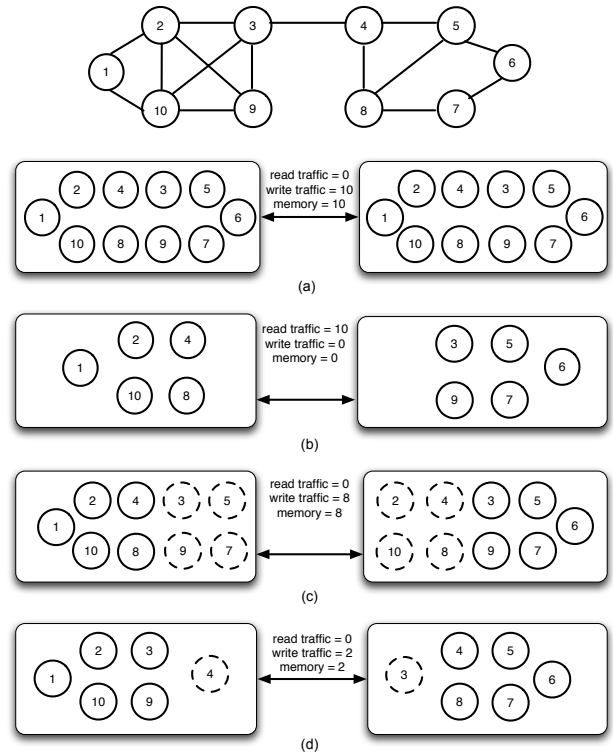 2 3 4 5
1 6
10 9 8 7
read traffic = 0
write traffic = 10
memory = 10
2 4 3 5
1 6
10 8 9 7
2 4 3 5
1 6
10 8 9 7
(a)
read traffic = 10
write traffic = 0
memory = 0
2 4
1
10 8
3 5
6
9 7
(b)
read traffic = 0
write traffic = 8
memory = 8
2 4 3 5
1
10 8 9 7
2 4 3 5
6
10 8 9 7
(c)
read traffic = 0
write traffic = 2
memory = 2
2 3
1 4
10 9
4 5
3 6
8 7
(d)